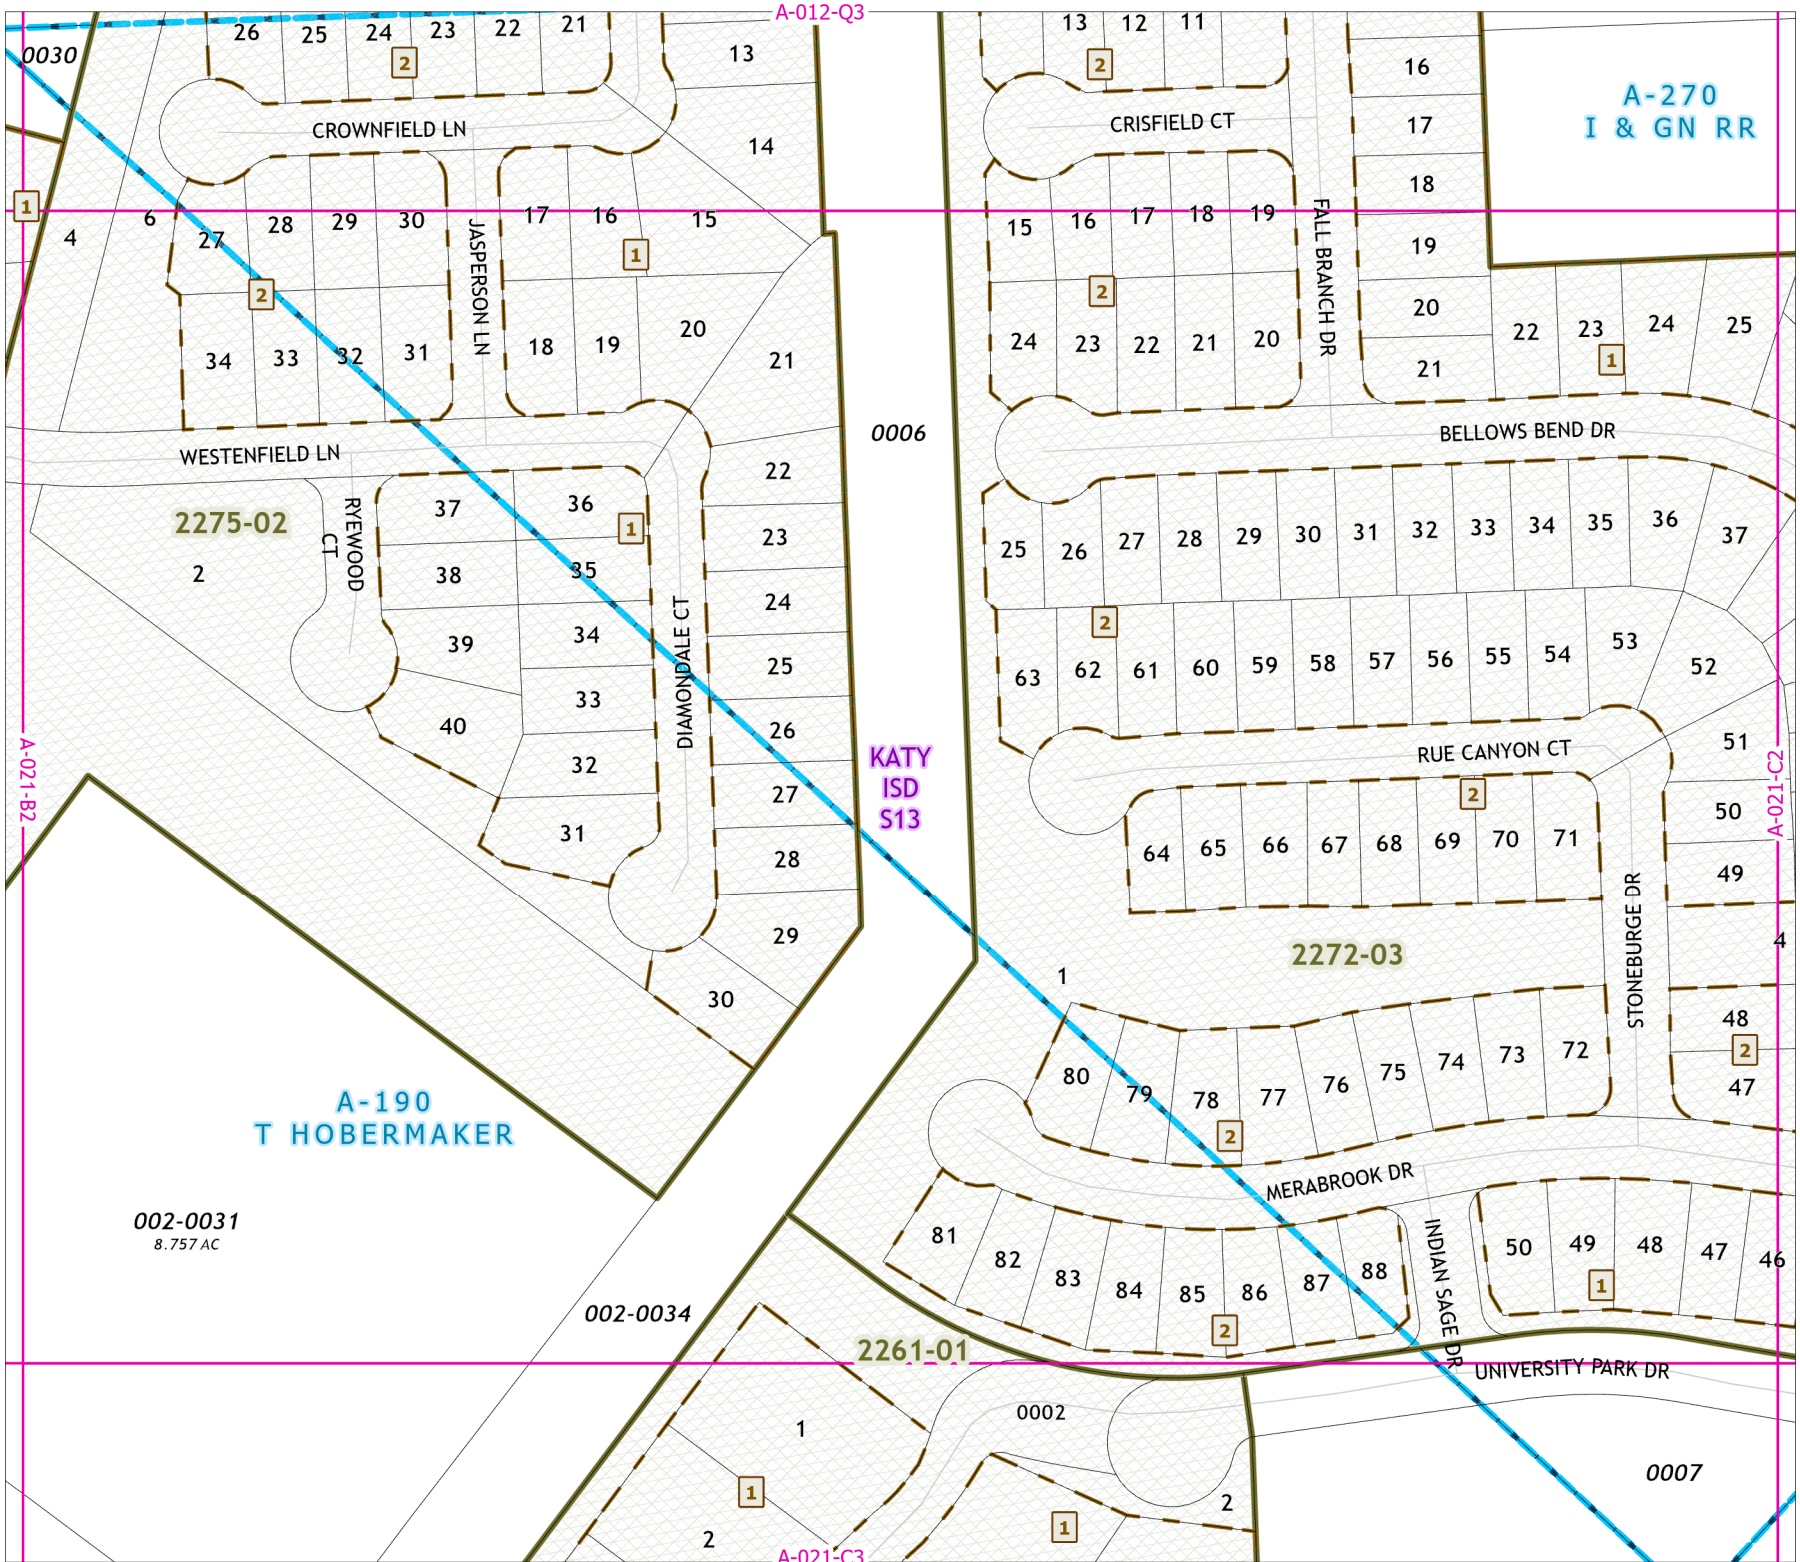 A-012-Q3
26 25 24 23 22 21
2
13
14
0030
CROWNFIELD LN
1
4
6
27 28 29 30
2
34 33 32 31
JASPERSON LN
17 16 15
1
18 19 20
21
13 12 11
2
CRISFIELD CT
16
17
18
19
20
21
A-270
I & GN RR
15 16 17 18 19
2
24 23 22 21 20
FALL BRANCH DR
22 23 24 25
1
0006
BELLOWS BEND DR
WESTENFIELD LN
RYEWOOD
CT
2275-02
2
37 36
1
38 35
39 34
33
40
32
31
DIAMONDALE CT
22
23
24
25
26
27
28
29
30
25 26 27 28 29 30 31 32 33 34 35 36 37
2
63 62 61 60 59 58 57 56 55 54 53 52
RUE CANYON CT
51
50
49
4
48
2
47
KATY
ISD
S13
A-021-B2
A-021-C2
2
64 65 66 67 68 69 70 71
STONEBURGE DR
2272-03
1
80 79 78 77 76 75 74 73 72
2
MERABROOK DR
A-190
T HOBERMAKER
002-0031
8.757 AC
002-0034
81 82 83 84 85 86 87 88
2
INDIAN SAGE DR
50 49 48 47 46
1
2261-01
UNIVERSITY PARK DR
0002
1
1
2
1
2
0007
A-021-C3